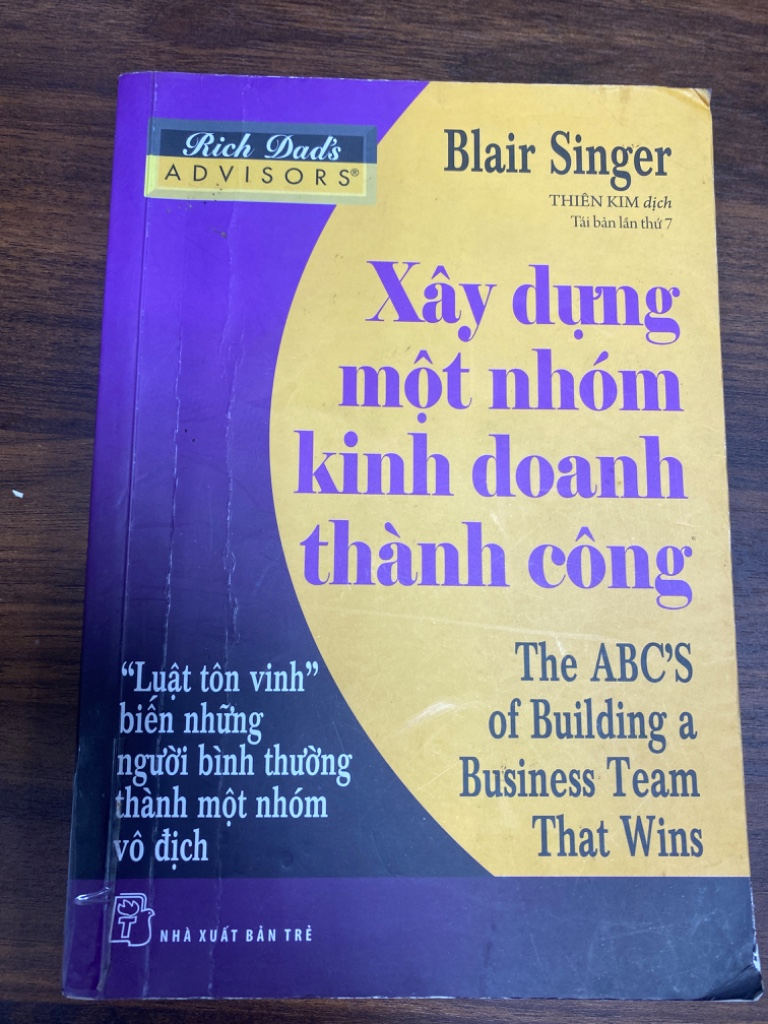 Rich Dad's
ADVISORS®
Blair Singer
THIÊN KIM dịch
Tái bản lần thứ 7
Xây dựng
một nhóm
kinh doanh
thành công
The ABC'S
of Building a
Business Team
That Wins
"Luật tôn vinh"
biến những
người bình thường
thành một nhóm
vô địch
T
NHÀ XUẤT BẢN TRẺ